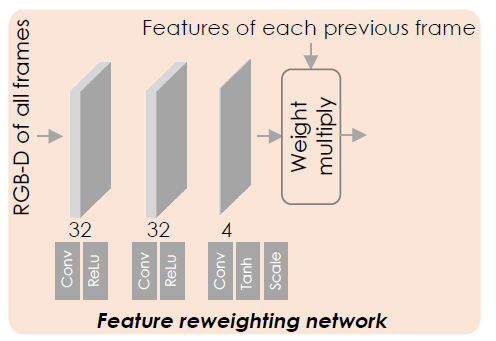 Features of each previous frame
RGB-D of all frames
Weight
multiply
32
32
4
Conv
ReLu
Conv
ReLu
Conv
Tanh
Scale
Feature reweighting network